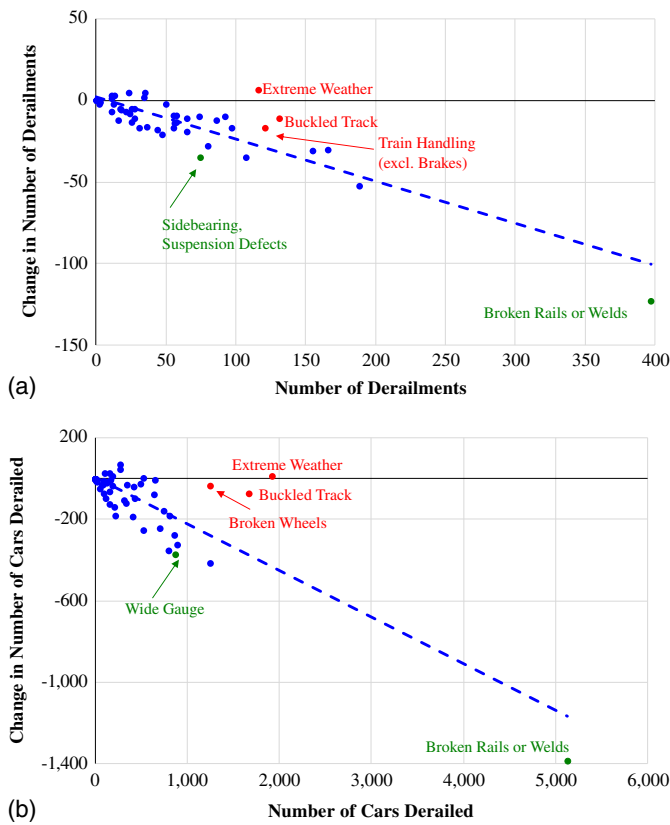 50
0
-50
-100
-150
Change in Number of Derailments
Extreme Weather
Buckled Track
Train Handling
(excl. Brakes)
Sidebearing,
Suspension Defects
Broken Rails or Welds
0 50 100 150 200 250 300 350 400
(a)
Number of Derailments
200
-200
-600
-1,000
-1,400
Change in Number of Cars Derailed
Extreme Weather
Buckled Track
Broken Wheels
Wide Gauge
Broken Rails or Welds
0 1,000 2,000 3,000 4,000 5,000 6,000
(b)
Number of Cars Derailed